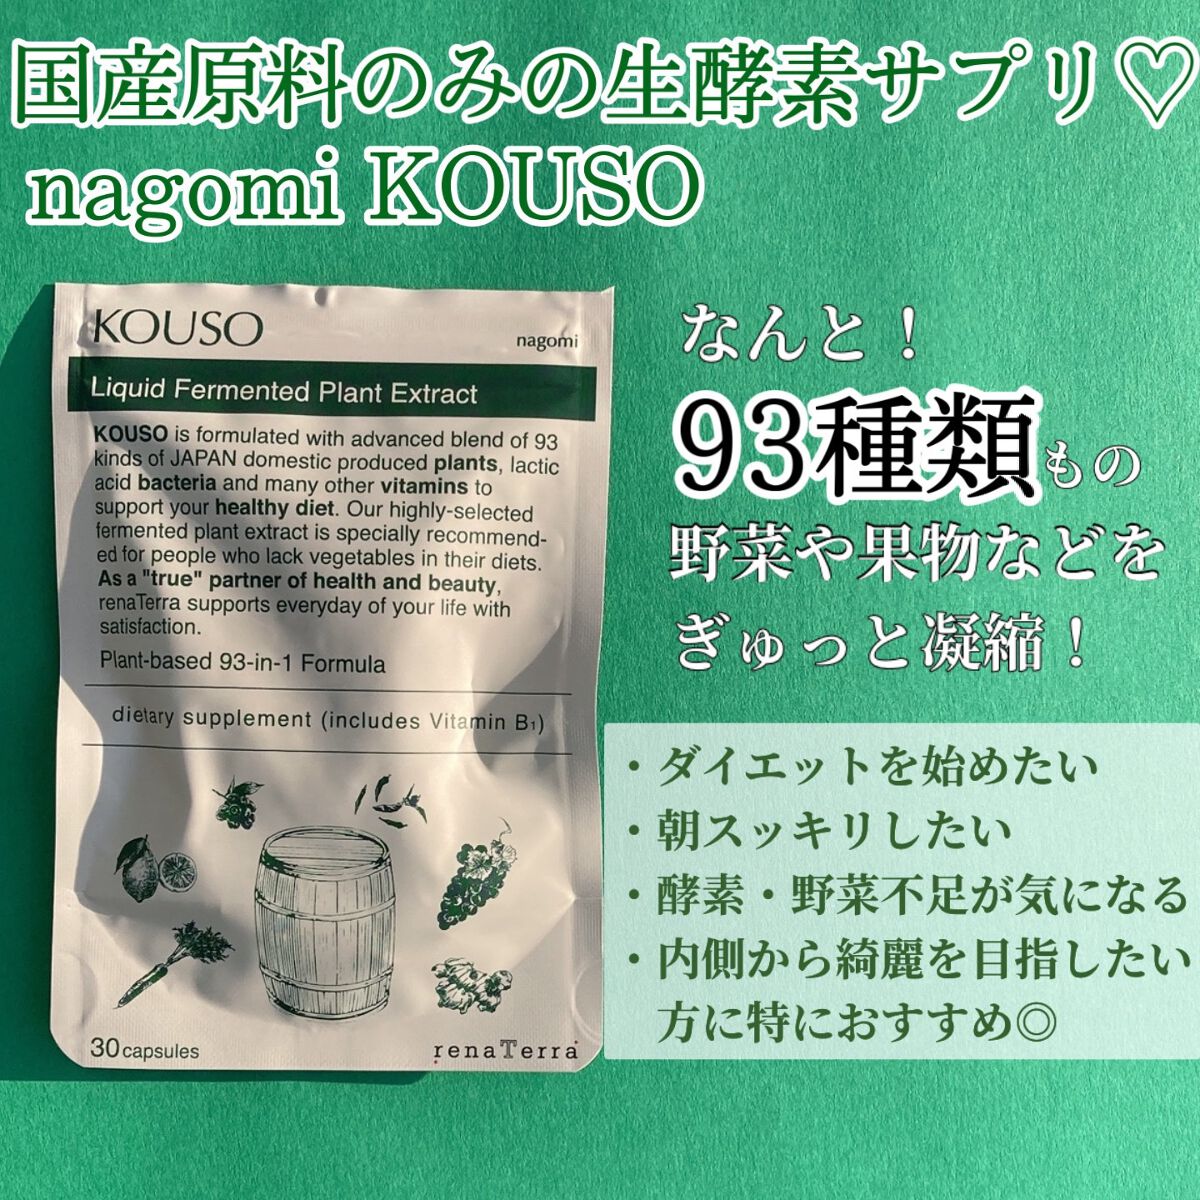 国産原料のみの生酵素サプリ♡
nagomi KOUSO
KOUSO
nagomi
Liquid Fermented Plant Extract
KOUSO is formulated with advanced blend of 93
kinds of JAPAN domestic produced plants, lactic
acid bacteria and many other vitamins to
support your healthy diet. Our highly-selected
fermented plant extract is specially recommend-
ed for people who lack vegetables in their diets.
As a "true" partner of health and beauty,
renaTerra supports everyday of your life with
satisfaction.
Plant-based 93-in-1 Formula
dietary supplement (includes Vitamin B1)
30 capsules
renaTerra
なんと！
93種類もの
野菜や果物などを
ぎゅっと凝縮！
・ダイエットを始めたい
・朝スッキリしたい
・酵素・野菜不足が気になる
・内側から綺麗を目指したい
方に特におすすめ◎